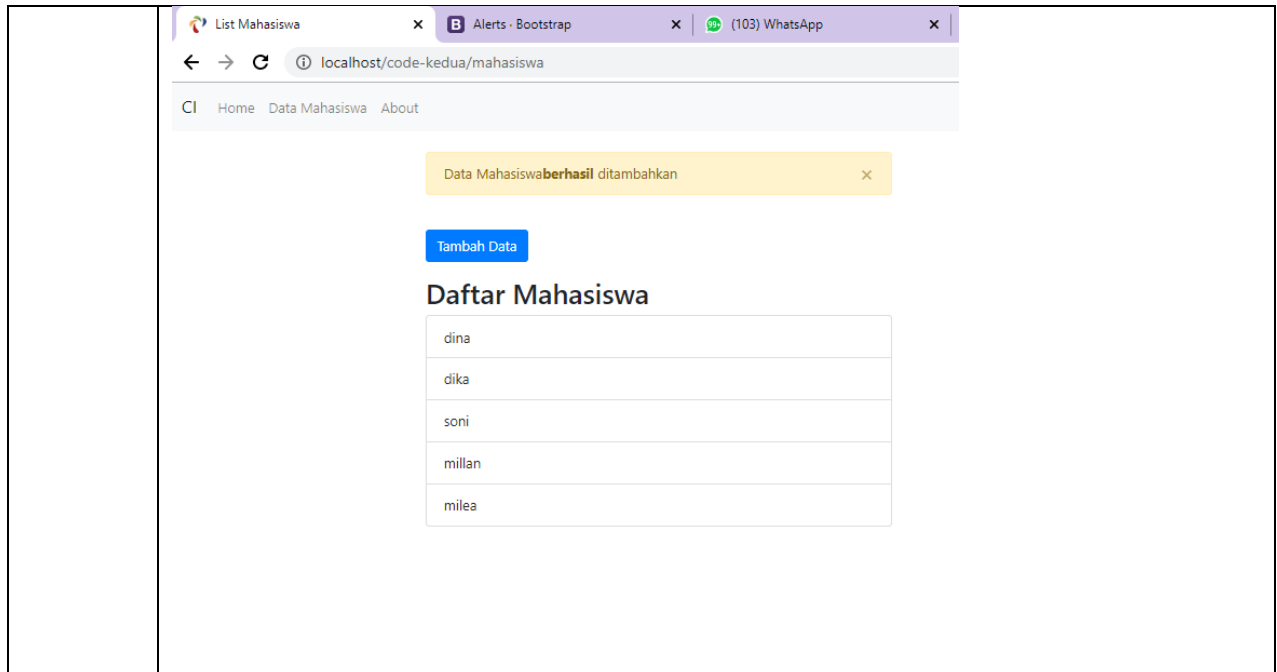 List Mahasiswa Alerts · Bootstrap 99+ (103) WhatsApp
localhost/code-kedua/mahasiswa
CI Home Data Mahasiswa About
Data Mahasiswaberhasil ditambahkan ×
Tambah Data
Daftar Mahasiswa
dina
dika
soni
millan
milea